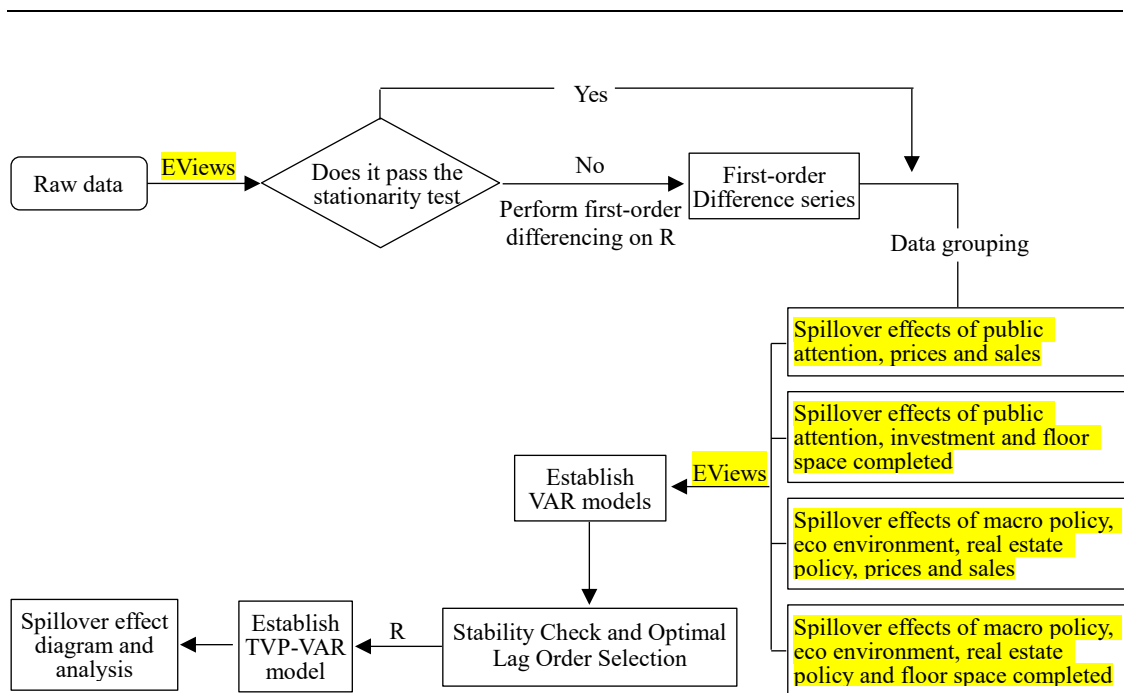 Yes
Raw data
EViews
Does it pass the
stationarity test
No
Perform first-order
differencing on R
First-order
Difference series
Data grouping
Spillover effects of public
attention, prices and sales
Spillover effects of public
attention, investment and floor
space completed
Spillover effects of macro policy,
eco environment, real estate
policy, prices and sales
Spillover effects of macro policy,
eco environment, real estate
policy and floor space completed
EViews
Establish
VAR models
Stability Check and Optimal
Lag Order Selection
R
Establish
TVP-VAR
model
Spillover effect
diagram and
analysis